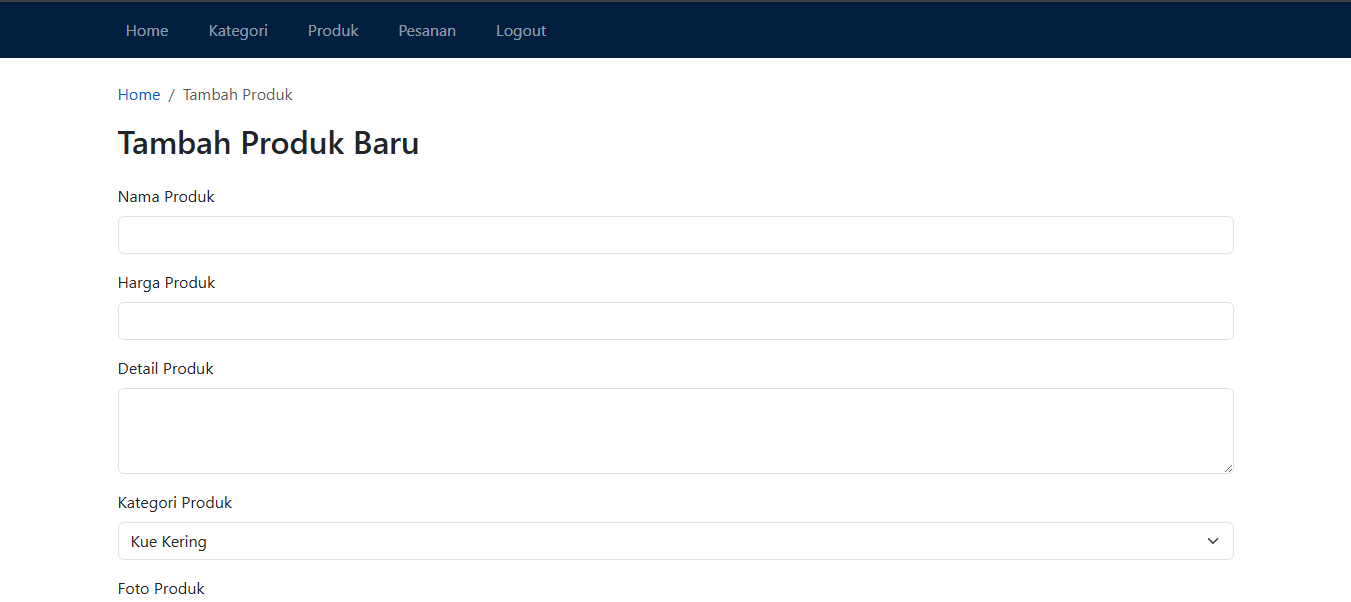 Home Kategori Produk Pesanan Logout
Home / Tambah Produk
Tambah Produk Baru
Nama Produk
Harga Produk
Detail Produk
Kategori Produk
Kue Kering
Foto Produk